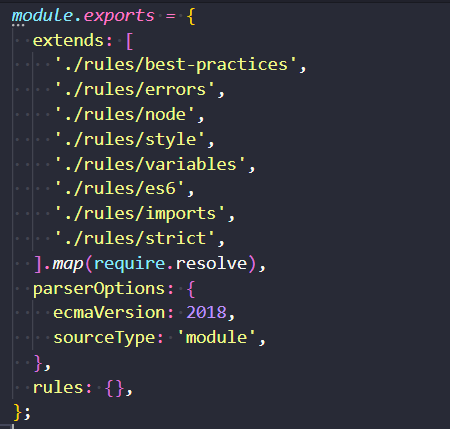 module.exports = {
  extends: [
    './rules/best-practices',
    './rules/errors',
    './rules/node',
    './rules/style',
    './rules/variables',
    './rules/es6',
    './rules/imports',
    './rules/strict',
  ].map(require.resolve),
  parserOptions: {
    ecmaVersion: 2018,
    sourceType: 'module',
  },
  rules: {},
};